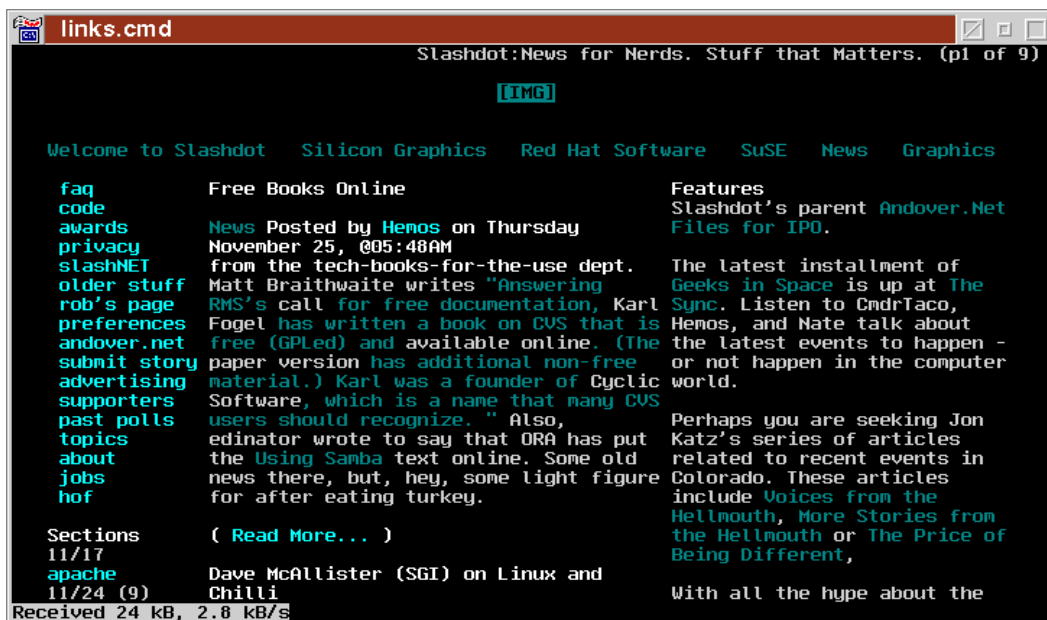 links.cmd
Slashdot:News for Nerds. Stuff that Matters. (p1 of 9)
[IMG]
Welcome to Slashdot Silicon Graphics Red Hat Software SuSE News Graphics
faq
code
awards
privacy
slashNET
older stuff
rob's page
preferences
andover.net
submit story
advertising
supporters
past polls
topics
about
jobs
hof
Sections
11/17
apache
11/24 (9)
Free Books Online
News Posted by Hemos on Thursday
November 25, @05:48AM
from the tech-books-for-the-use dept.
Matt Braithwaite writes "Answering
RMS's call for free documentation, Karl
Fogel has written a book on CVS that is
free (GPLed) and available online. (The
paper version has additional non-free
material.) Karl was a founder of Cyclic
Software, which is a name that many CVS
users should recognize. " Also,
edinator wrote to say that ORA has put
the Using Samba text online. Some old
news there, but, hey, some light figure
for after eating turkey.
( Read More... )
Dave McAllister (SGI) on Linux and
Chilli
Features
Slashdot's parent Andover.Net
Files for IPO.
The latest installment of
Geeks in Space is up at The
Sync. Listen to CmdrTaco,
Hemos, and Nate talk about
the latest events to happen -
or not happen in the computer
world.
Perhaps you are seeking Jon
Katz's series of articles
related to recent events in
Colorado. These articles
include Voices from the
Hellmouth, More Stories from
the Hellmouth or The Price of
Being Different,
With all the hype about the
Received 24 kB, 2.8 kB/s